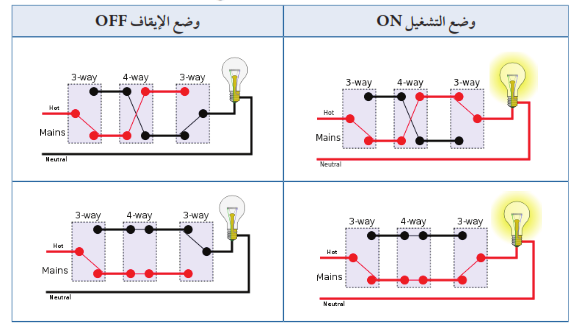 وضع الإيقاف OFF
وضع التشغيل ON
3-way 4-way 3-way
Hot
Mains
Neutral
3-way 4-way 3-way
Hot
Mains
Neutral
3-way 4-way 3-way
Hot
Mains
Neutral
3-way 4-way 3-way
Hot
Mains
Neutral